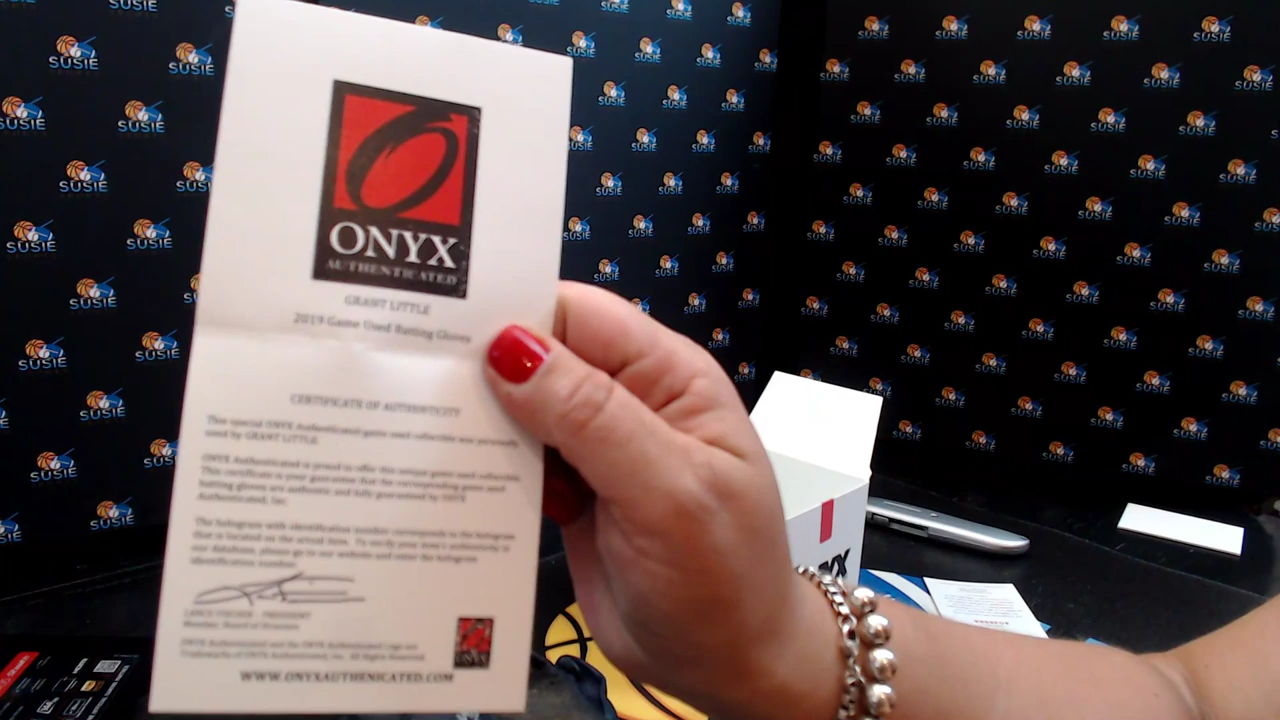 ONYX
AUTHENTICATED
GRANT LITTLE
2019 Game Used Batting Gloves
CERTIFICATE OF AUTHENTICITY
This special ONYX Authenticated game used collectible was personally
used by GRANT LITTLE
ONYX Authenticated is proud to offer this unique game used collectible.
This certificate is your guarantee that the corresponding game used
batting gloves are authentic and fully guaranteed by ONYX
Authenticated, Inc.
The hologram with identification number corresponds to the hologram
that is located on the actual item. To verify your item's authenticity in
our database, please go to our website and enter the hologram
identification number.
PRESIDENT
Member, Board of
ONYX Authenticated and the ONYX Authenticated Logo are
Trademarks of ONYX Authenticated, Inc. All Rights Reserved.
WWW.ONYXAUTHENICATED.COM
ONYX
SUSIE